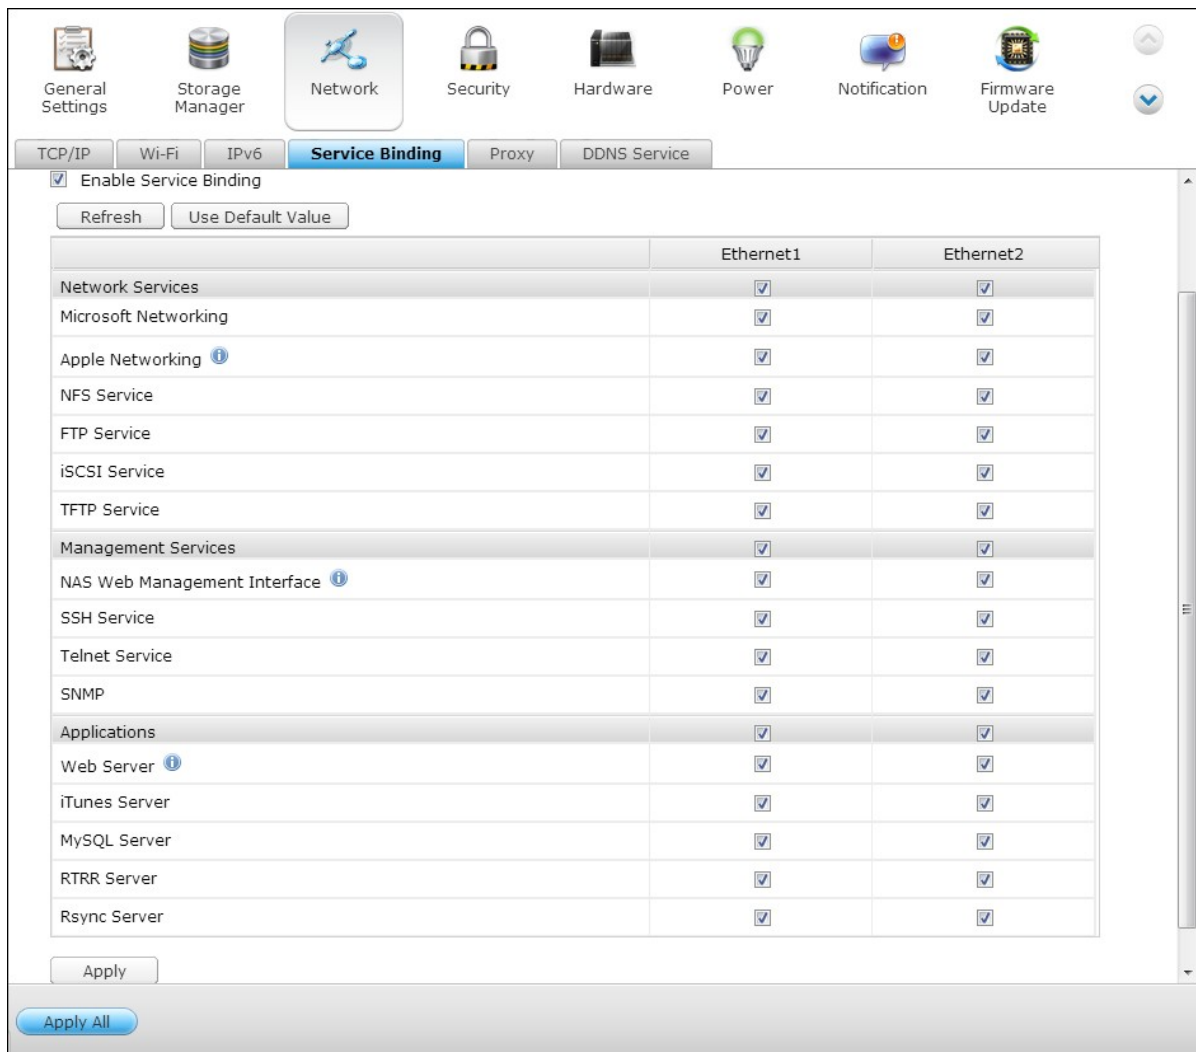 General Settings
Storage Manager
Network
Security
Hardware
Power
Notification
Firmware Update
TCP/IP
Wi-Fi
IPv6
Service Binding
Proxy
DDNS Service
Enable Service Binding
Refresh
Use Default Value
Ethernet1
Ethernet2
Network Services
Microsoft Networking
Apple Networking
NFS Service
FTP Service
iSCSI Service
TFTP Service
Management Services
NAS Web Management Interface
SSH Service
Telnet Service
SNMP
Applications
Web Server
iTunes Server
MySQL Server
RTRR Server
Rsync Server
Apply
Apply All